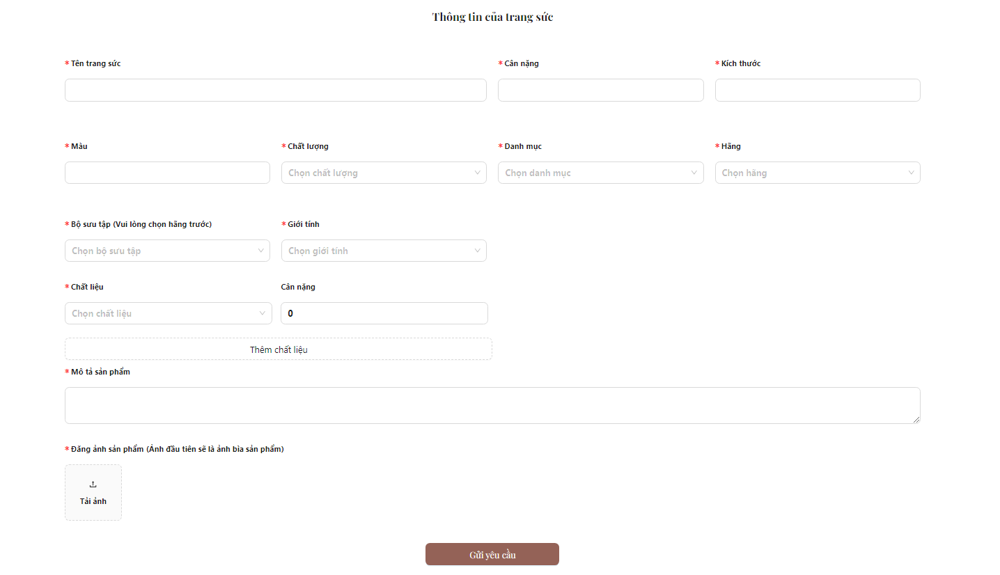 Thông tin của trang sức
* Tên trang sức
* Cân nặng
* Kích thước
* Màu
* Chất lượng
* Danh mục
* Hãng
Chọn chất lượng
Chọn danh mục
Chọn hãng
* Bộ sưu tập (Vui lòng chọn hãng trước)
* Giới tính
Chọn bộ sưu tập
Chọn giới tính
* Chất liệu
Cân nặng
Chọn chất liệu
0
Thêm chất liệu
* Mô tả sản phẩm
* Đăng ảnh sản phẩm (Ảnh đầu tiên sẽ là ảnh bìa sản phẩm)
Tải ảnh
Gửi yêu cầu